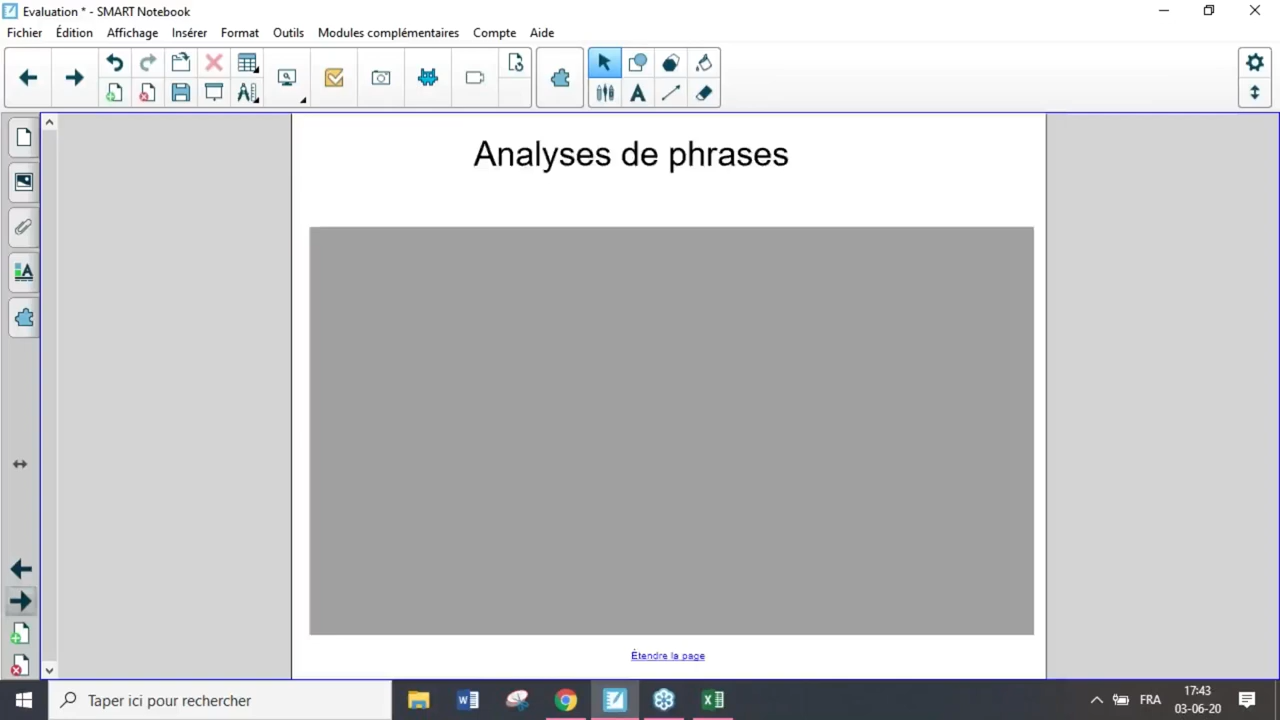 Evaluation * - SMART Notebook
Fichier Édition Affichage Insérer Format Outils Modules complémentaires Compte Aide
Analyses de phrases
Étendre la page
Taper ici pour rechercher
FRA
17:43
03-06-20